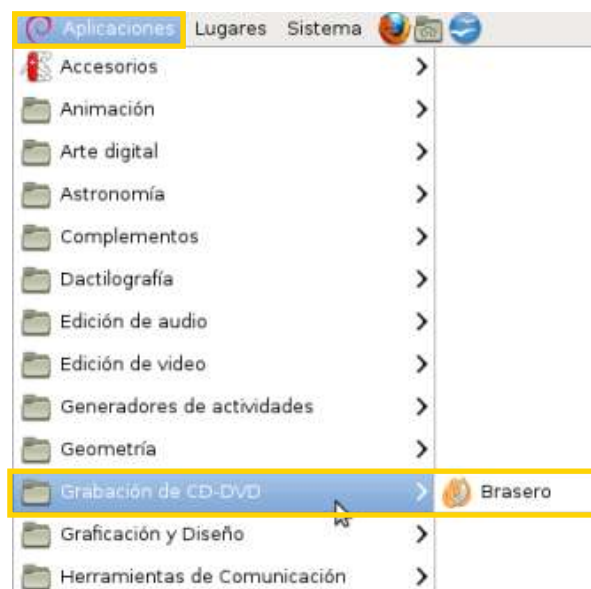 Aplicaciones Lugares Sistema
Accesorios
Animación
Arte digital
Astronomía
Complementos
Dactilografía
Edición de audio
Edición de video
Generadores de actividades
Geometría
Grabación de CD-DVD Brasero
Graficación y Diseño
Herramientas de Comunicación